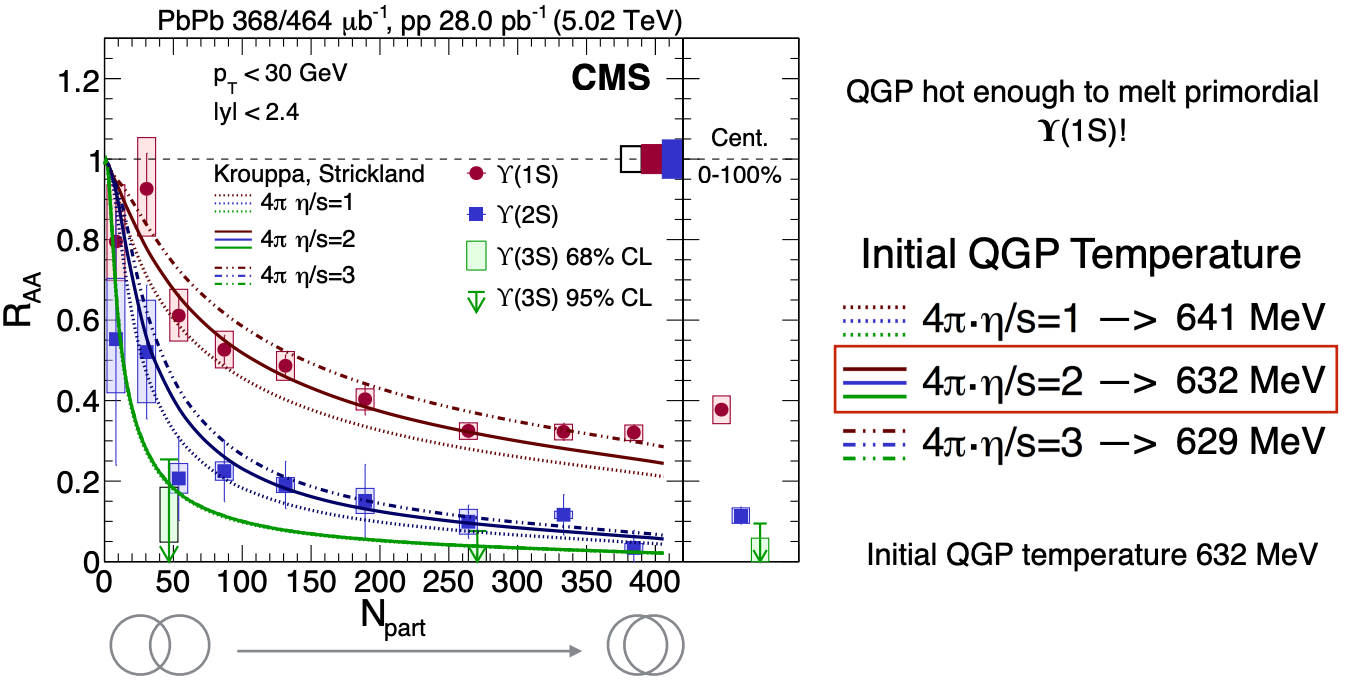 PbPb 368/464 μb⁻¹, pp 28.0 pb⁻¹ (5.02 TeV)
p_T < 30 GeV
|y| < 2.4
CMS
Cent.
0-100%
Krouppa, Strickland
4π η/s=1
4π η/s=2
4π η/s=3
ϒ(1S)
ϒ(2S)
ϒ(3S) 68% CL
ϒ(3S) 95% CL
R_AA
1.2
1
0.8
0.6
0.4
0.2
0
0 50 100 150 200 250 300 350 400
N_part
QGP hot enough to melt primordial
ϒ(1S)!
Initial QGP Temperature
4π·η/s=1 —> 641 MeV
4π·η/s=2 —> 632 MeV
4π·η/s=3 —> 629 MeV
Initial QGP temperature 632 MeV